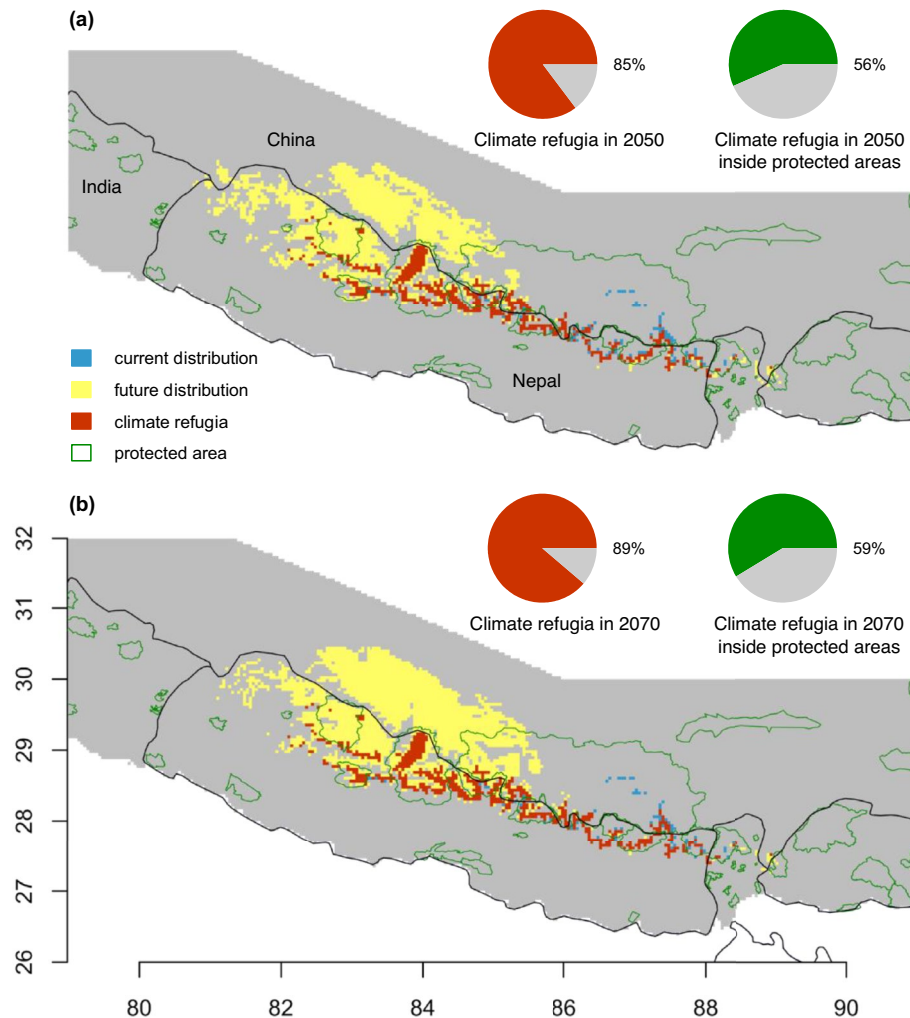 (a)
85%
56%
Climate refugia in 2050
Climate refugia in 2050
inside protected areas
China
India
Nepal
current distribution
future distribution
climate refugia
protected area
(b)
89%
59%
Climate refugia in 2070
Climate refugia in 2070
inside protected areas
32
31
30
29
28
27
26
80 82 84 86 88 90